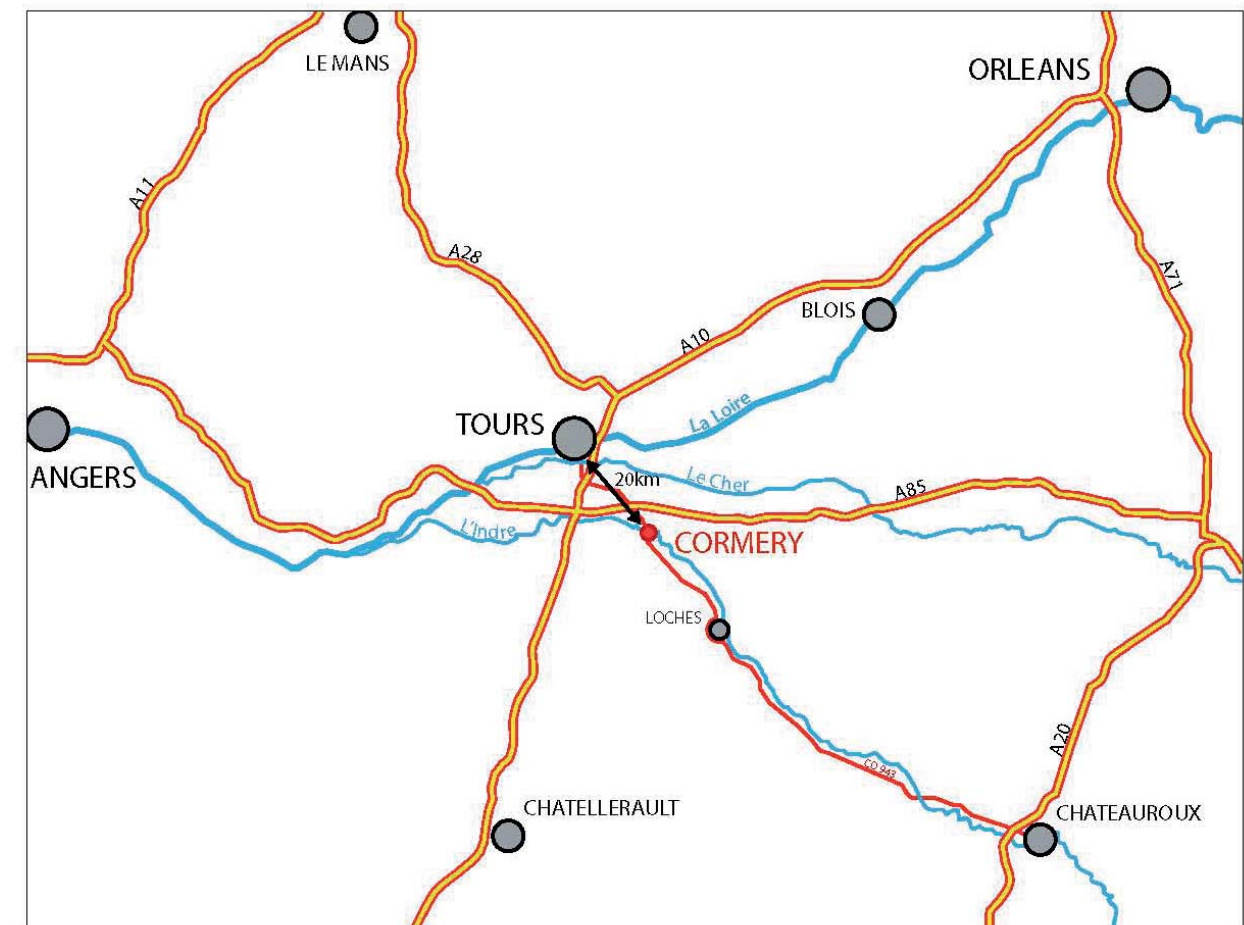 LE MANS
ORLEANS
A11
A28
A71
BLOIS
A10
La Loire
TOURS
ANGERS
20km
Le Cher
A85
L'Indre
CORMERY
LOCHES
A20
CD 943
CHATELLERAULT
CHATEAUROUX